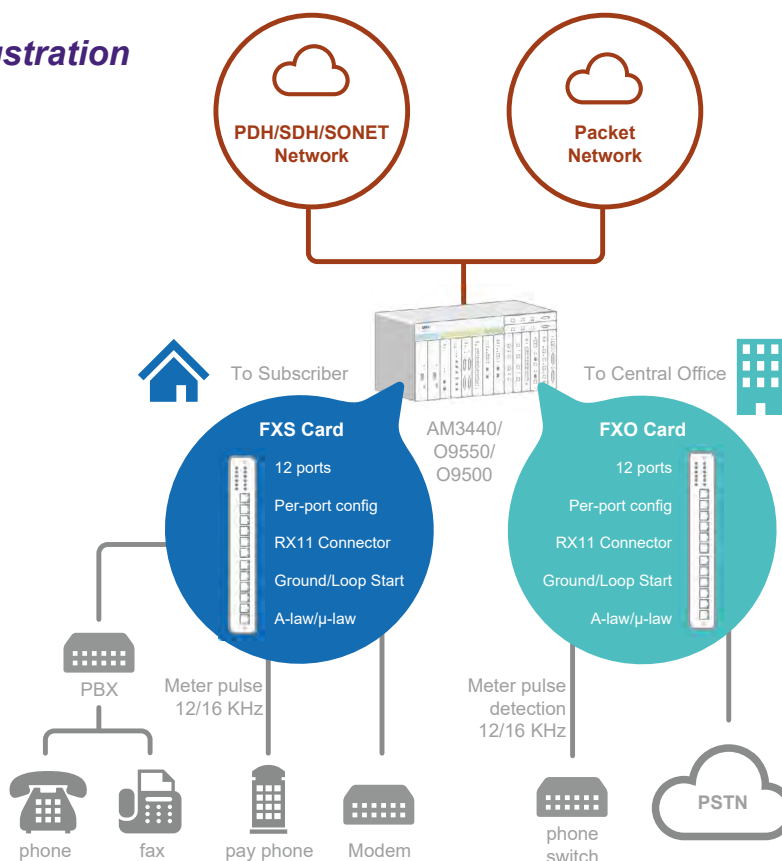 ustration
PDH/SDH/SONET
Network
Packet
Network
To Subscriber
To Central Office
AM3440/
O9550/
O9500
FXS Card
12 ports
Per-port config
RX11 Connector
Ground/Loop Start
A-law/μ-law
FXO Card
12 ports
Per-port config
RX11 Connector
Ground/Loop Start
A-law/μ-law
PBX
Meter pulse
12/16 KHz
Meter pulse
detection
12/16 KHz
PSTN
phone
fax
pay phone
Modem
phone
switch